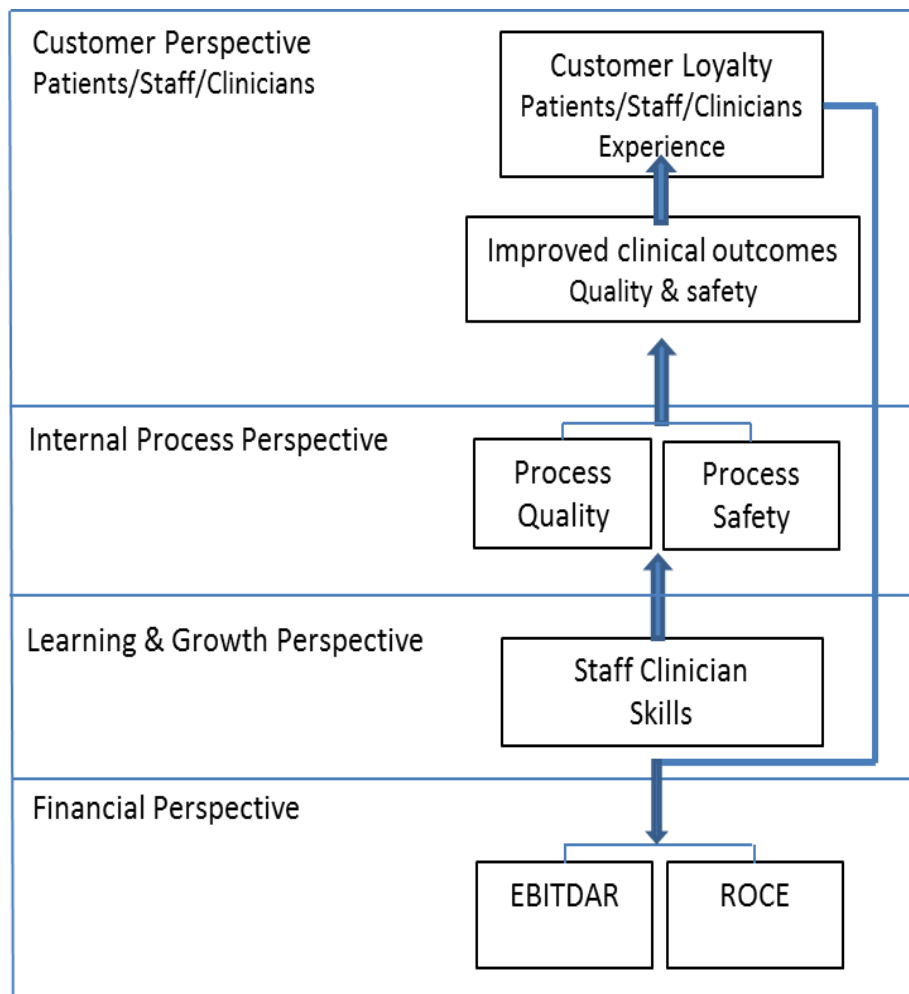 Customer Perspective
Patients/Staff/Clinicians
Customer Loyalty
Patients/Staff/Clinicians
Experience
Improved clinical outcomes
Quality & safety
Internal Process Perspective
Process
Quality
Process
Safety
Learning & Growth Perspective
Staff Clinician
Skills
Financial Perspective
EBITDAR
ROCE